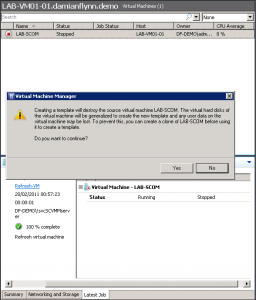 LAB-VM01-01.damianflynn.demo Virtual Machines (1)
Search None
Name Status Job Status Host Owner CPU Average
LAB-SCOM Stopped LAB-VM01-01 DF-DEMO\adm... 8 %
Virtual Machine Manager
Creating a template will destroy the source virtual machine LAB-SCOM. The virtual hard disks of
the virtual machine will be generalized to create the new template and any user data on the
virtual machine may be lost. To prevent this, you can create a clone of LAB-SCOM before using
it to create a template.
Do you want to continue?
Yes No
Refresh-VM
20/02/2011 00:57:23
00:00:01
100 % complete
Refresh virtual machine
Virtual Machine - LAB-SCOM
Status Running Stopped
Summary Networking and Storage Latest Job